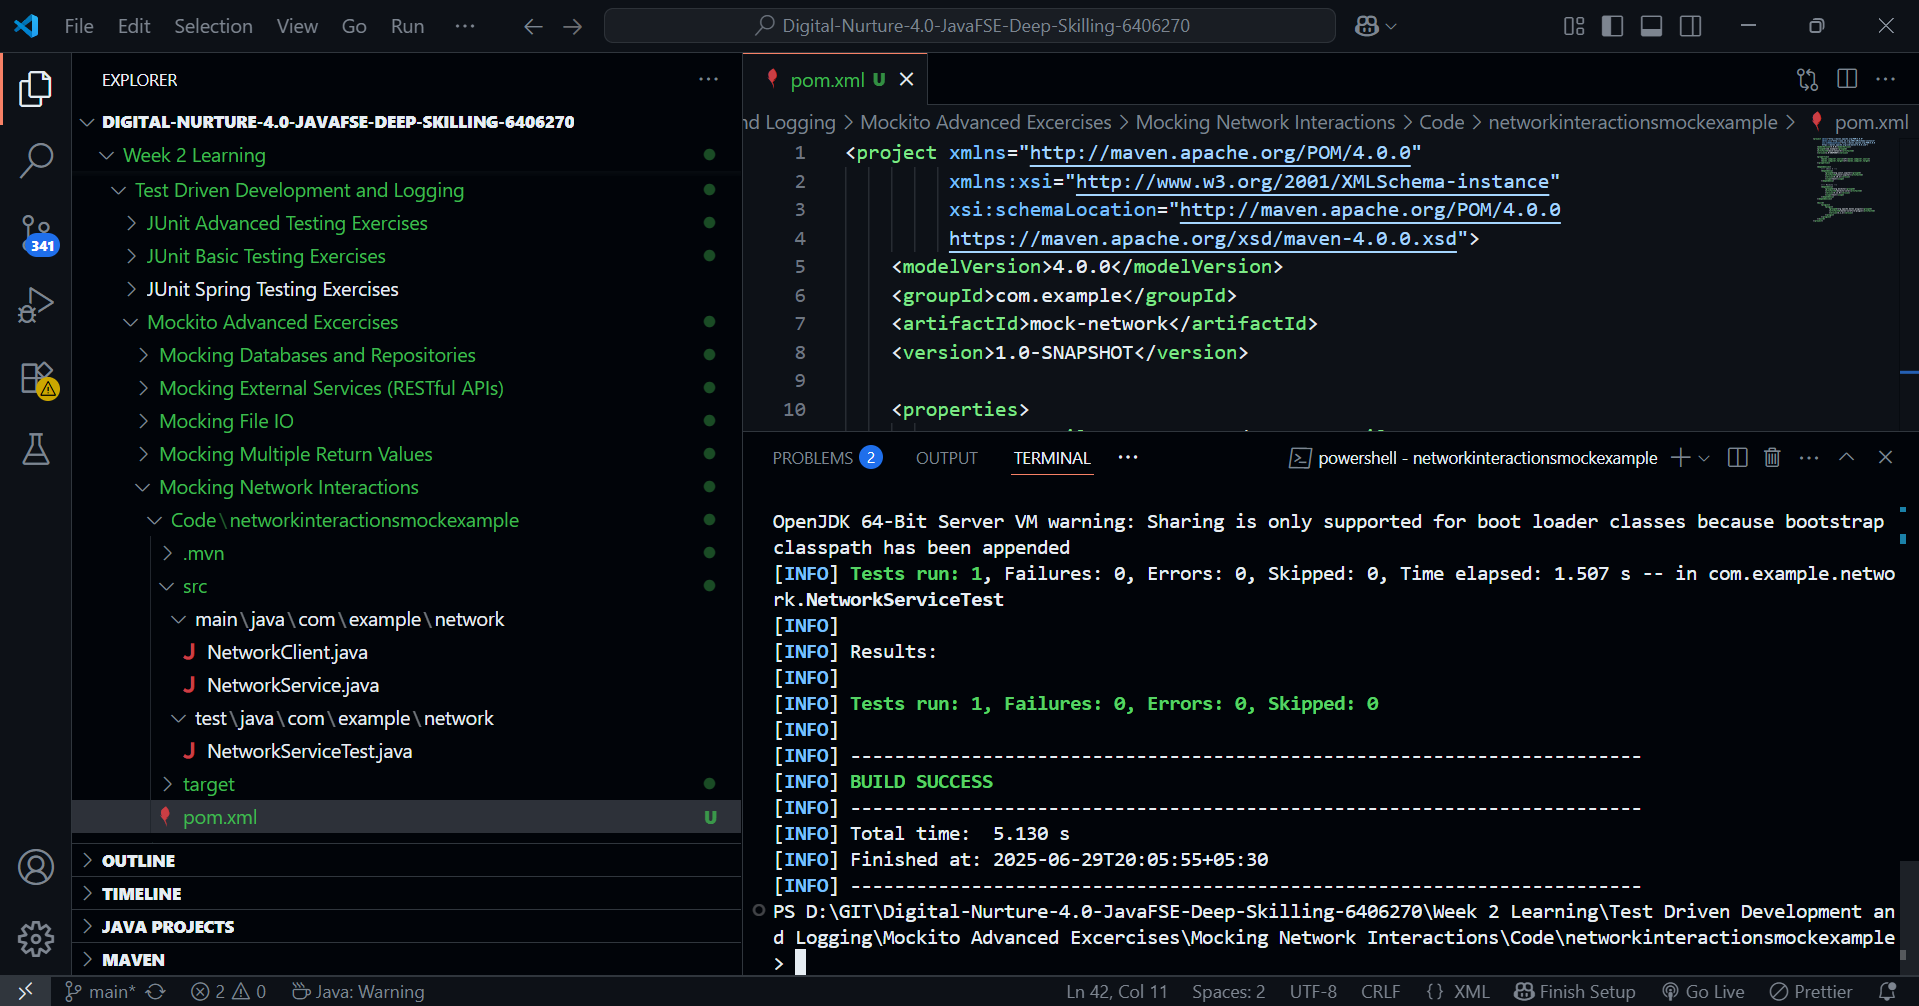 File Edit Selection View Go Run ··· Digital-Nurture-4.0-JavaFSE-Deep-Skilling-6406270
EXPLORER
DIGITAL-NURTURE-4.0-JAVAFSE-DEEP-SKILLING-6406270
Week 2 Learning
Test Driven Development and Logging
JUnit Advanced Testing Exercises
JUnit Basic Testing Exercises
JUnit Spring Testing Exercises
Mockito Advanced Excercises
Mocking Databases and Repositories
Mocking External Services (RESTful APIs)
Mocking File IO
Mocking Multiple Return Values
Mocking Network Interactions
Code\networkinteractionsmockexample
.mvn
src
main\java\com\example\network
J NetworkClient.java
J NetworkService.java
test\java\com\example\network
J NetworkServiceTest.java
target
pom.xml U
OUTLINE
TIMELINE
JAVA PROJECTS
MAVEN
341
pom.xml U
nd Logging > Mockito Advanced Excercises > Mocking Network Interactions > Code > networkinteractionsmockexample > pom.xml
1 <project xmlns="http://maven.apache.org/POM/4.0.0"
2 xmlns:xsi="http://www.w3.org/2001/XMLSchema-instance"
3 xsi:schemaLocation="http://maven.apache.org/POM/4.0.0
4 https://maven.apache.org/xsd/maven-4.0.0.xsd">
5 <modelVersion>4.0.0</modelVersion>
6 <groupId>com.example</groupId>
7 <artifactId>mock-network</artifactId>
8 <version>1.0-SNAPSHOT</version>
9
10 <properties>
PROBLEMS 2 OUTPUT TERMINAL ··· powershell - networkinteractionsmockexample
OpenJDK 64-Bit Server VM warning: Sharing is only supported for boot loader classes because bootstrap
classpath has been appended
[INFO] Tests run: 1, Failures: 0, Errors: 0, Skipped: 0, Time elapsed: 1.507 s -- in com.example.netwo
rk.NetworkServiceTest
[INFO]
[INFO] Results:
[INFO]
[INFO] Tests run: 1, Failures: 0, Errors: 0, Skipped: 0
[INFO]
[INFO] ------------------------------------------------------------------------
[INFO] BUILD SUCCESS
[INFO] ------------------------------------------------------------------------
[INFO] Total time:  5.130 s
[INFO] Finished at: 2025-06-29T20:05:55+05:30
[INFO] ------------------------------------------------------------------------
PS D:\GIT\Digital-Nurture-4.0-JavaFSE-Deep-Skilling-6406270\Week 2 Learning\Test Driven Development an
d Logging\Mockito Advanced Excercises\Mocking Network Interactions\Code\networkinteractionsmockexample
>
main* 2 0 Java: Warning Ln 42, Col 11 Spaces: 2 UTF-8 CRLF {} XML Finish Setup Go Live Prettier